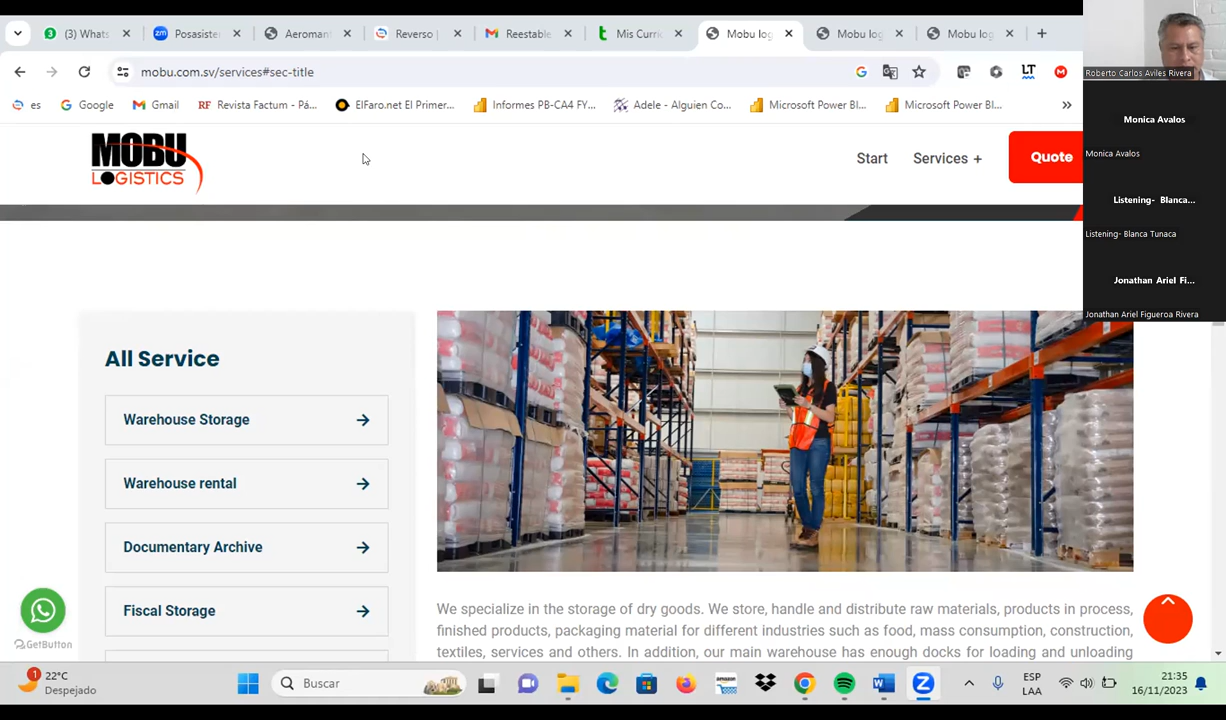 (3) Whats
Posasiste
Aeroman
Reverso
Reestable
Mis Curri
Mobu log
Mobu log
Mobu log
mobu.com.sv/services#sec-title
es
Google
Gmail
RF Revista Factum - Pá...
ElFaro.net El Primer...
Informes PB-CA4 FY...
Adele - Alguien Co...
Microsoft Power BI...
Microsoft Power BI...
MOBU
LOGISTICS
Start
Services +
Quote
Roberto Carlos Aviles Rivera
Monica Avalos
Monica Avalos
Listening- Blanca...
Listening- Blanca Tunaca
Jonathan Ariel Fi...
Jonathan Ariel Figueroa Rivera
All Service
Warehouse Storage
Warehouse rental
Documentary Archive
Fiscal Storage
We specialize in the storage of dry goods. We store, handle and distribute raw materials, products in process,
finished products, packaging material for different industries such as food, mass consumption, construction,
textiles, services and others. In addition, our main warehouse has enough docks for loading and unloading
GetButton
1
22°C
Despejado
Buscar
ESP
LAA
21:35
16/11/2023